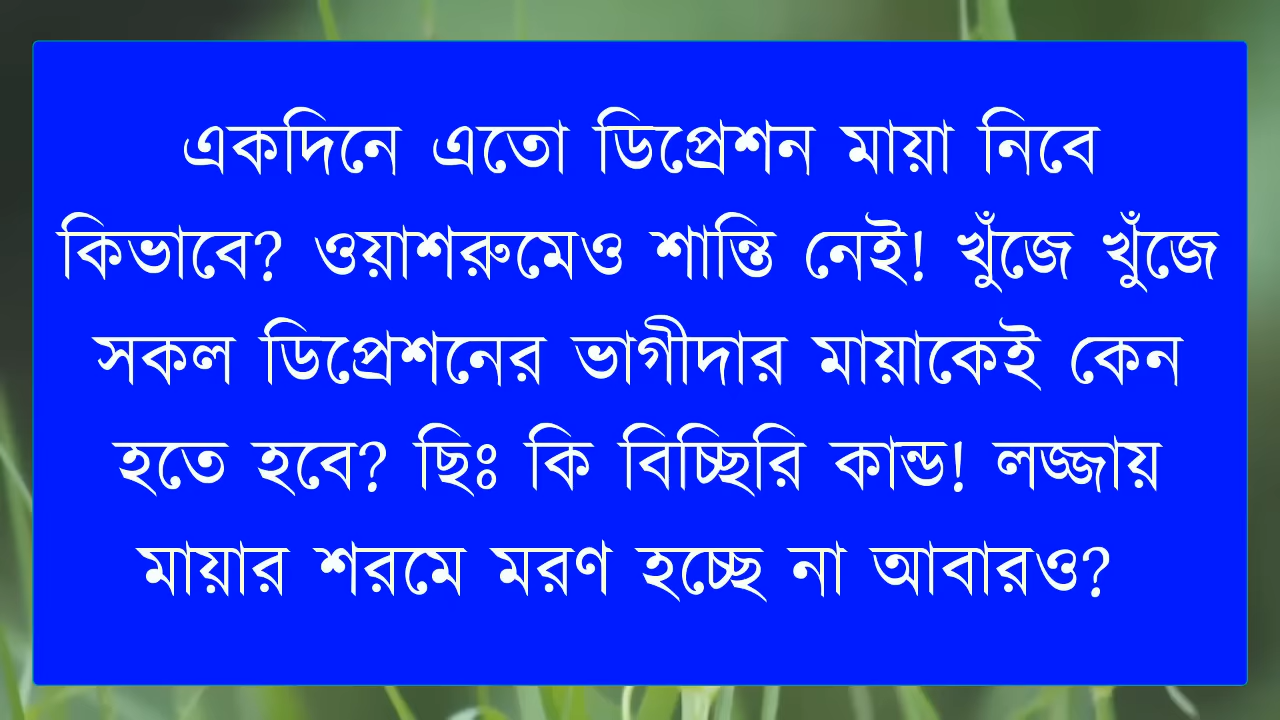 একদিনে এতো ডিপ্রেশন মায়া নিবে
কিভাবে? ওয়াশরুমেও শান্তি নেই! খুঁজে খুঁজে
সকল ডিপ্রেশনের ভাগীদার মায়াকেই কেন
হতে হবে? ছিঃ কি বিচ্ছিরি কান্ড! লজ্জায়
মায়ার শরমে মরণ হচ্ছে না আবারও?